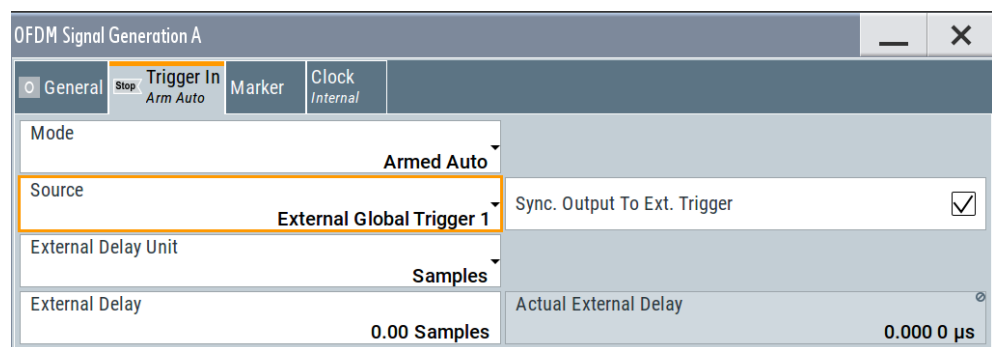 OFDM Signal Generation A
General
Stop
Trigger In
Arm Auto
Marker
Clock
Internal
Mode
Armed Auto
Source
External Global Trigger 1
Sync. Output To Ext. Trigger
External Delay Unit
Samples
External Delay
0.00 Samples
Actual External Delay
0.000 0 µs